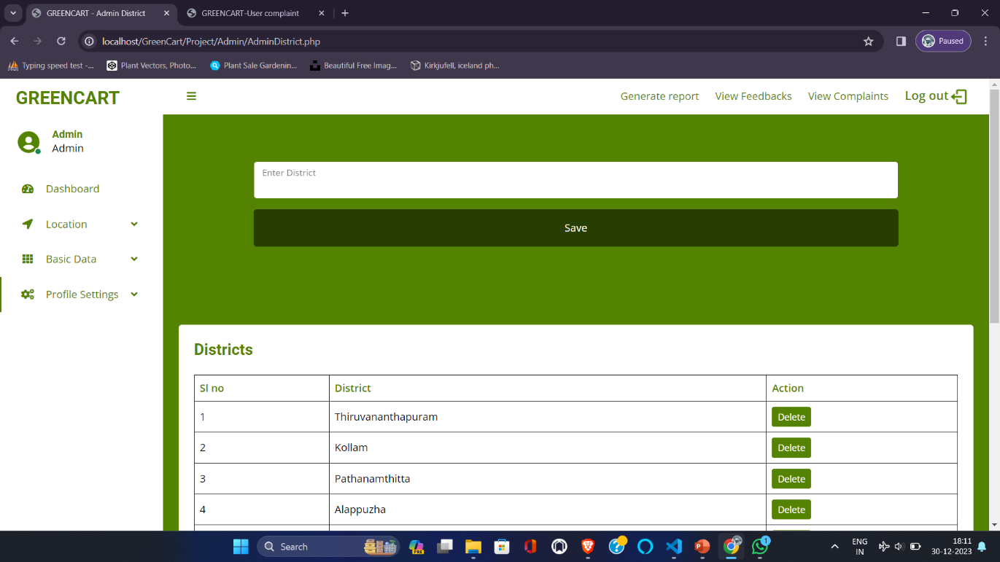 GREENCART - Admin District
GREENCART-User complaint
localhost/GreenCart/Project/Admin/AdminDistrict.php
Paused
Typing speed test -...
Plant Vectors, Photo...
Plant Sale Gardenin...
Beautiful Free Imag...
Kirkjufell, iceland ph...
GREENCART
Generate report
View Feedbacks
View Complaints
Log out
Admin
Admin
Dashboard
Location
Basic Data
Profile Settings
Enter District
Save
Districts
Sl no District Action
1 Thiruvananthapuram Delete
2 Kollam Delete
3 Pathanamthitta Delete
4 Alappuzha Delete
Search
PRE
1
ENG
IN
18:11
30-12-2023